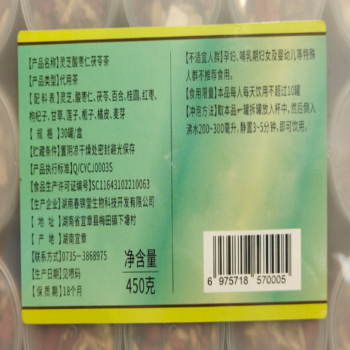 【产品名称】灵芝酸枣仁茯苓茶
【产品类型】代用茶
【配 料 表】灵芝、酸枣仁、茯苓、百合、桂圆、红枣、
枸杞子、甘草、莲子、栀子、橘皮、麦芽
【规 格】30罐/盒
【贮藏条件】置阴凉干燥处密封避光保存
【产品执行标准】Q/CYCJ0003S
【食品生产许可证编号】SC11643102210063
【生产企业】湖南春锦堂生物科技开发有限公司
【地 址】湖南省宜章县梅田镇下塘村
【产 地】湖南宜章
【联系方式】0735-3868975
【生产日期】见喷码
【保 质 期】18个月
净含量
450克
【不适宜人群】孕妇、哺乳期妇女及婴幼儿等特殊
人群不推荐食用。
【食用限量】本品每人每天饮用不超过10罐
【冲泡方法】取本品一罐拆罐放入杯中，然后倒入
沸水200-300毫升，静置3-5分钟，即可饮用。
6 975718 570005